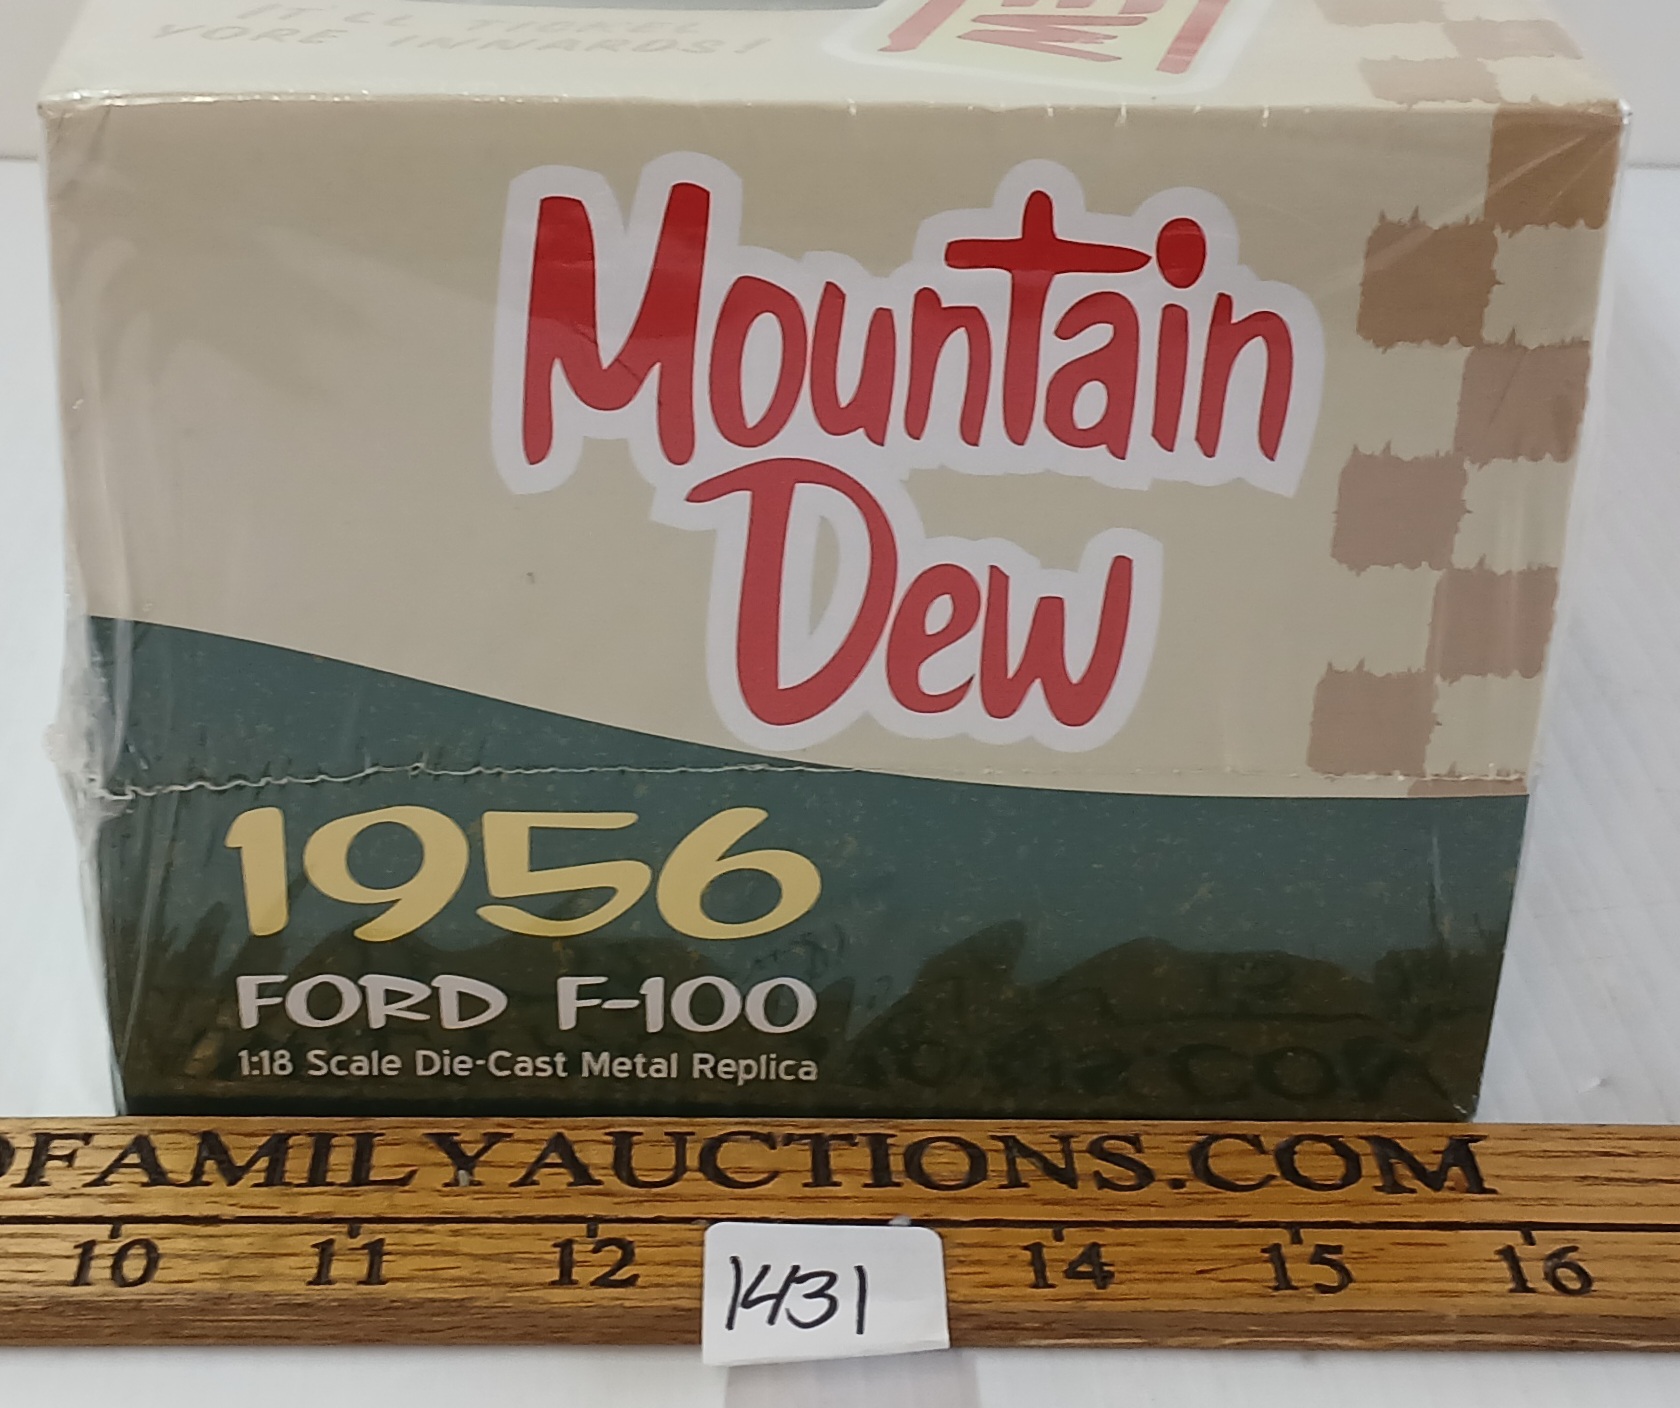 IT'LL TICKLE
YORE INNARDS!
Mountain
Dew
1956
FORD F-100
1:18 Scale Die-Cast Metal Replica
FAMILYAUCTIONS.COM
10 11 12 14 15 16
1431